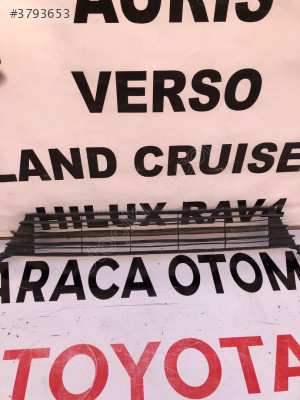 #3793653
AURIS
VERSO
LAND CRUISE
HILUX RAV4
ARACA OTOM
TOYOTA